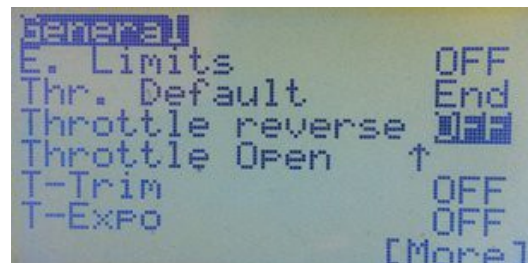 General
E. Limits OFF
Thr. Default End
Throttle reverse OFF
Throttle Open ↑
T-Trim OFF
T-Expo OFF
[More]